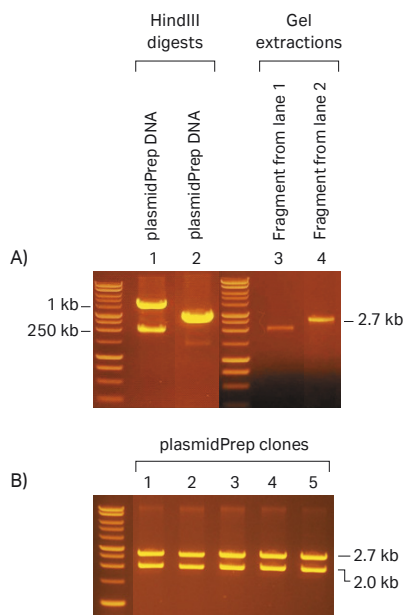 HindIII
digests
Gel
extractions
plasmidPrep DNA
plasmidPrep DNA
Fragment from lane 1
Fragment from lane 2
1 2 3 4
A)
1 kb
250 kb
2.7 kb
plasmidPrep clones
B) 1 2 3 4 5
2.7 kb
2.0 kb